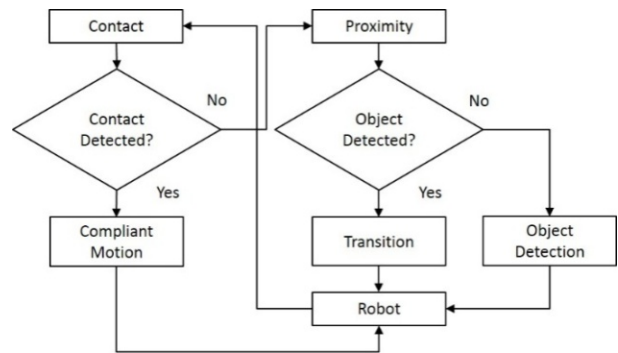 Contact
Proximity
Contact
Detected?
No
Object
Detected?
No
Yes
Yes
Compliant
Motion
Transition
Object
Detection
Robot